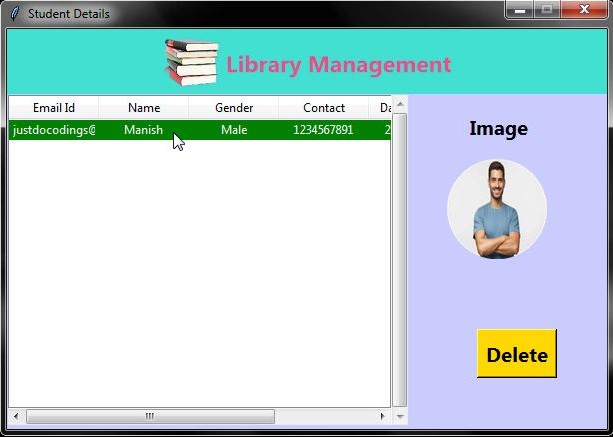 Student Details
Library Management
Email Id Name Gender Contact Da
justdocodings@ Manish Male 1234567891 2
Image
Delete